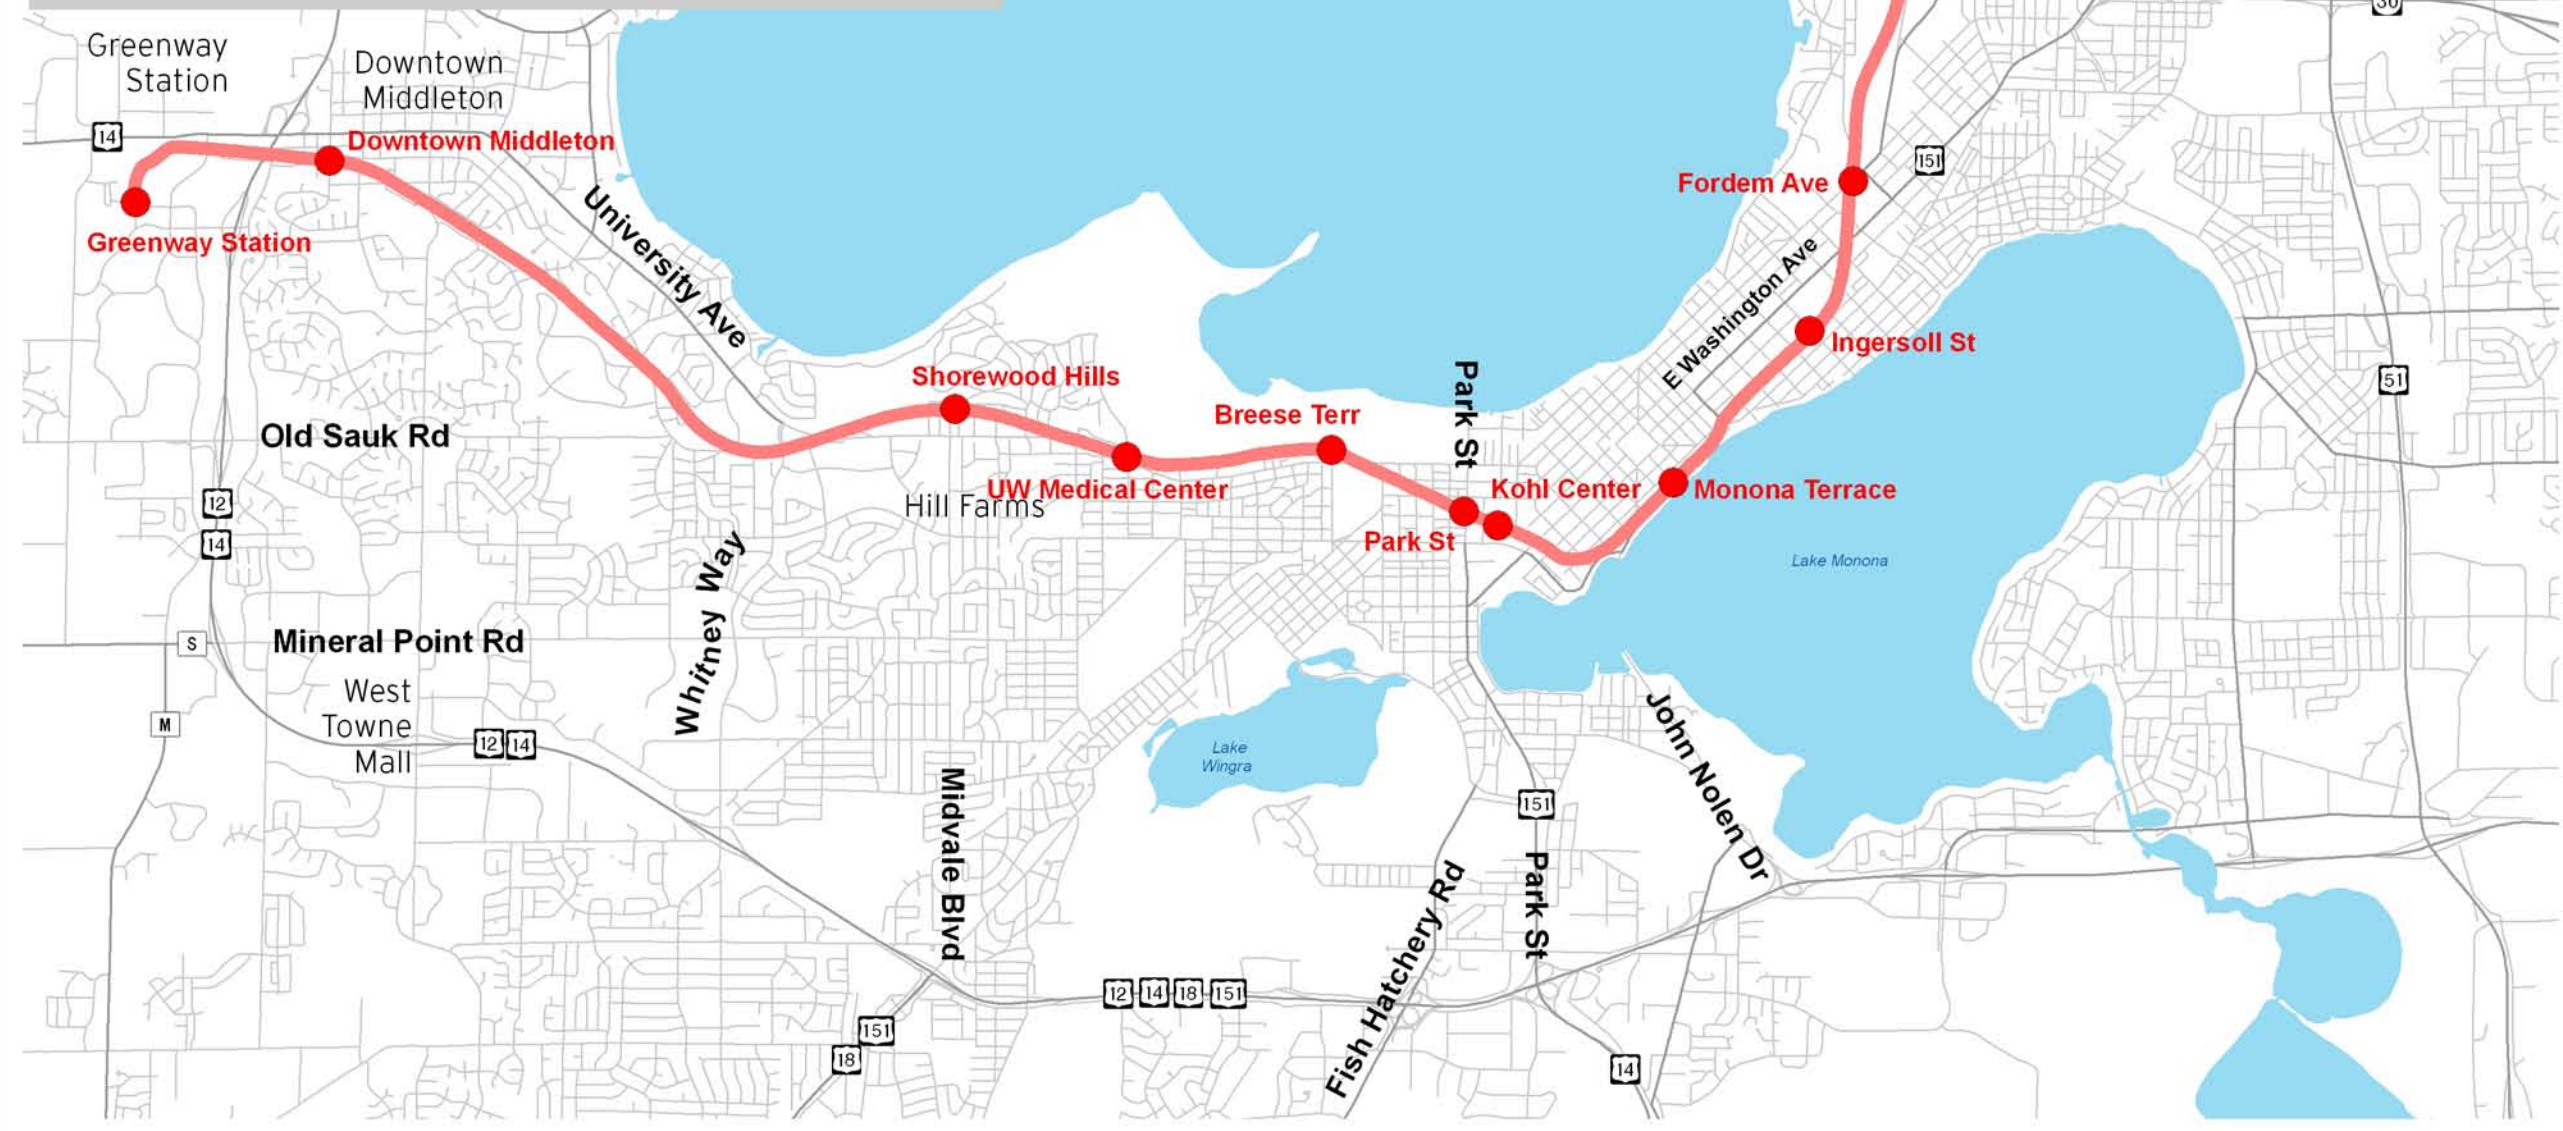 30
Greenway
Station
Downtown
Middleton
14
Downtown Middleton
151
Fordem Ave
Greenway Station
University Ave
E Washington Ave
Ingersoll St
Shorewood Hills
Park St
51
Breese Terr
Old Sauk Rd
UW Medical Center
Kohl Center
Monona Terrace
Hill Farms
12
14
Park St
Lake Monona
Whitney Way
S
Mineral Point Rd
West
Towne
Mall
M
12 14
Lake
Wingra
John Nolen Dr
Midvale Blvd
151
Park St
Fish Hatchery Rd
12 14 18 151
151
18
14